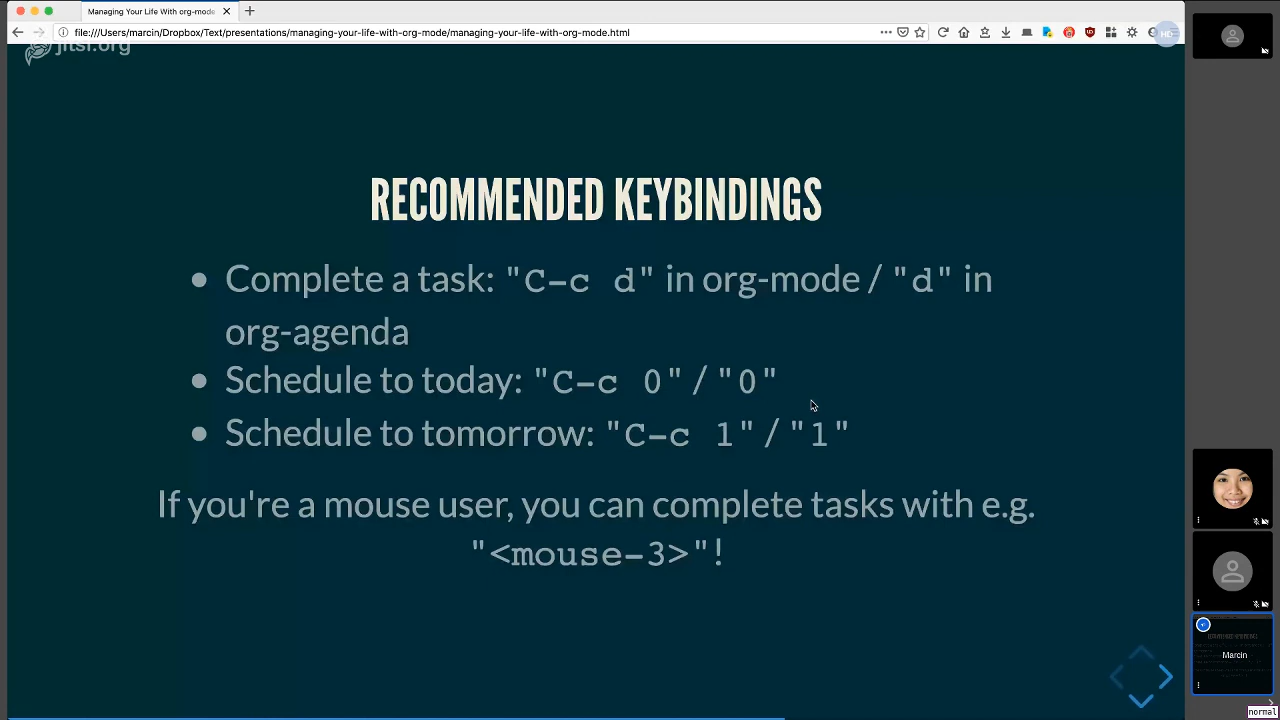 Managing Your Life With org-mode
file:///Users/marcin/Dropbox/Text/presentations/managing-your-life-with-org-mode/managing-your-life-with-org-mode.html
HD
jitsi.org
RECOMMENDED KEYBINDINGS
Complete a task: "C-c d" in org-mode / "d" in
org-agenda
Schedule to today: "C-c 0" / "0"
Schedule to tomorrow: "C-c 1" / "1"
If you're a mouse user, you can complete tasks with e.g.
"<mouse-3>"!
Marcin
normal